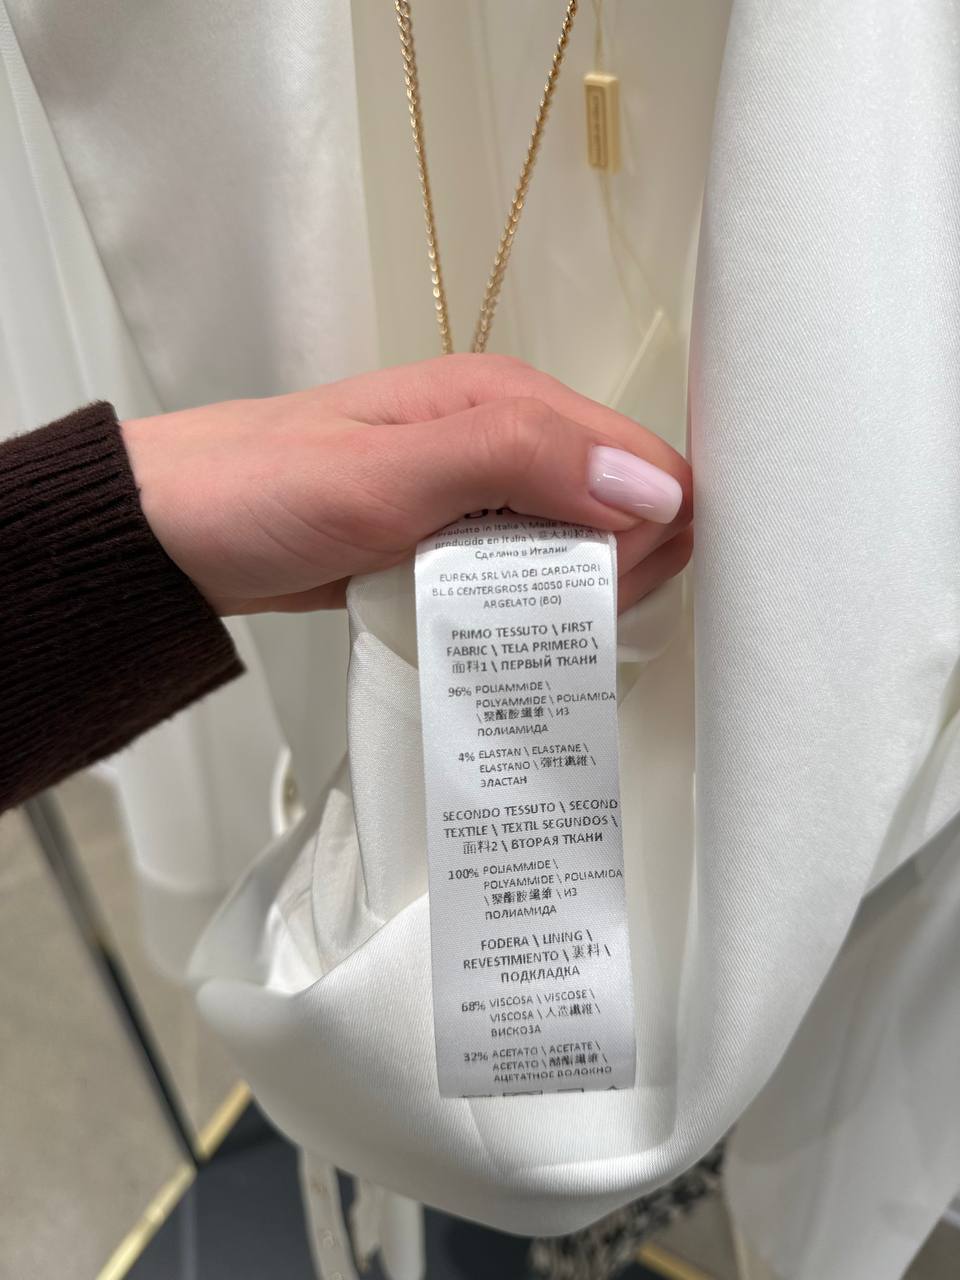 Prodotto in Italia \ Made in
producido en Italia \ 意大利製造 \
Сделано в Италии
EUREKA SRL VIA DEI CARDATORI
BL.6 CENTERGROSS 40050 FUNO DI
ARGELATO (BO)
PRIMO TESSUTO \ FIRST
FABRIC \ TELA PRIMERO \
面料1 \ ПЕРВЫЙ ТКАНИ
96% POLIAMMIDE \
POLYAMMIDE \ POLIAMIDA
\ 聚酯胺纖維 \ ИЗ
ПОЛИАМИДА
4% ELASTAN \ ELASTANE \
ELASTANO \ 彈性纖維 \
ЭЛАСТАН
SECONDO TESSUTO \ SECOND
TEXTILE \ TEXTIL SEGUNDOS \
面料2 \ ВТОРАЯ ТКАНИ
100% POLIAMMIDE \
POLYAMMIDE \ POLIAMIDA
\ 聚酯胺纖維 \ ИЗ
ПОЛИАМИДА
FODERA \ LINING \
REVESTIMIENTO \ 裏料 \
ПОДКЛАДКА
68% VISCOSA \ VISCOSE \
VISCOSA \ 人造纖維 \
ВИСКОЗА
32% ACETATO \ ACETATE \
ACETATO \ 醋酯纖維 \
АЦЕТАТНОЕ ВОЛОКНО